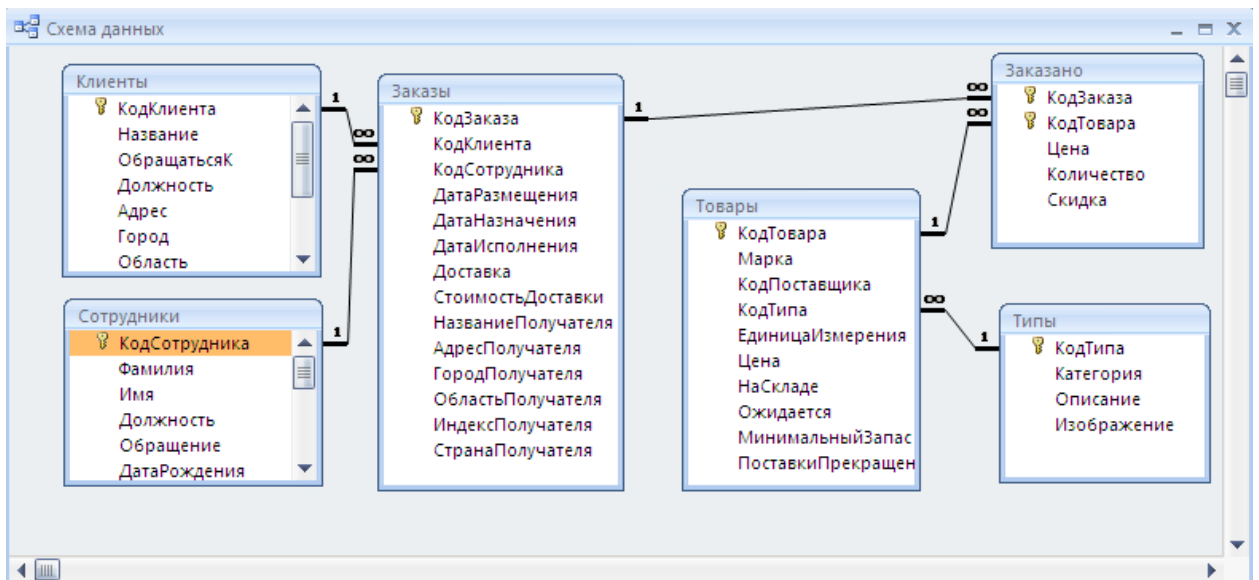 Схема данных
Клиенты
КодКлиента
Название
ОбращатьсяК
Должность
Адрес
Город
Область
1
∞
Сотрудники
КодСотрудника
Фамилия
Имя
Должность
Обращение
ДатаРождения
1
∞
Заказы
КодЗаказа
КодКлиента
КодСотрудника
ДатаРазмещения
ДатаНазначения
ДатаИсполнения
Доставка
СтоимостьДоставки
НазваниеПолучателя
АдресПолучателя
ГородПолучателя
ОбластьПолучателя
ИндексПолучателя
СтранаПолучателя
1
∞
Товары
КодТовара
Марка
КодПоставщика
КодТипа
ЕдиницаИзмерения
Цена
НаСкладе
Ожидается
МинимальныйЗапас
ПоставкиПрекращен
1
∞
Заказано
КодЗаказа
КодТовара
Цена
Количество
Скидка
∞
1
Типы
КодТипа
Категория
Описание
Изображение